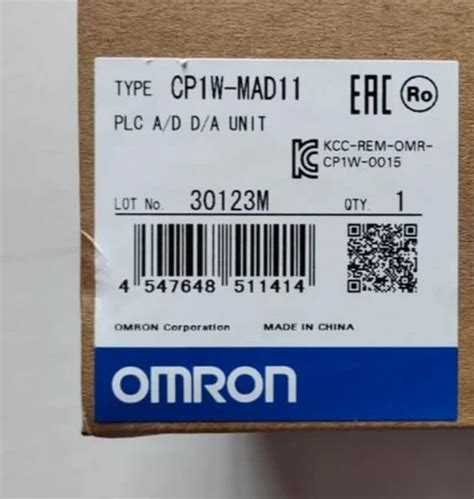 TYPE CP1W-MAD11
EAC Ro
PLC A/D D/A UNIT
KC KCC-REM-OMR-
CP1W-0015
LOT No. 30123M QTY. 1
4 547648 511414
OMRON Corporation MADE IN CHINA
OMRON